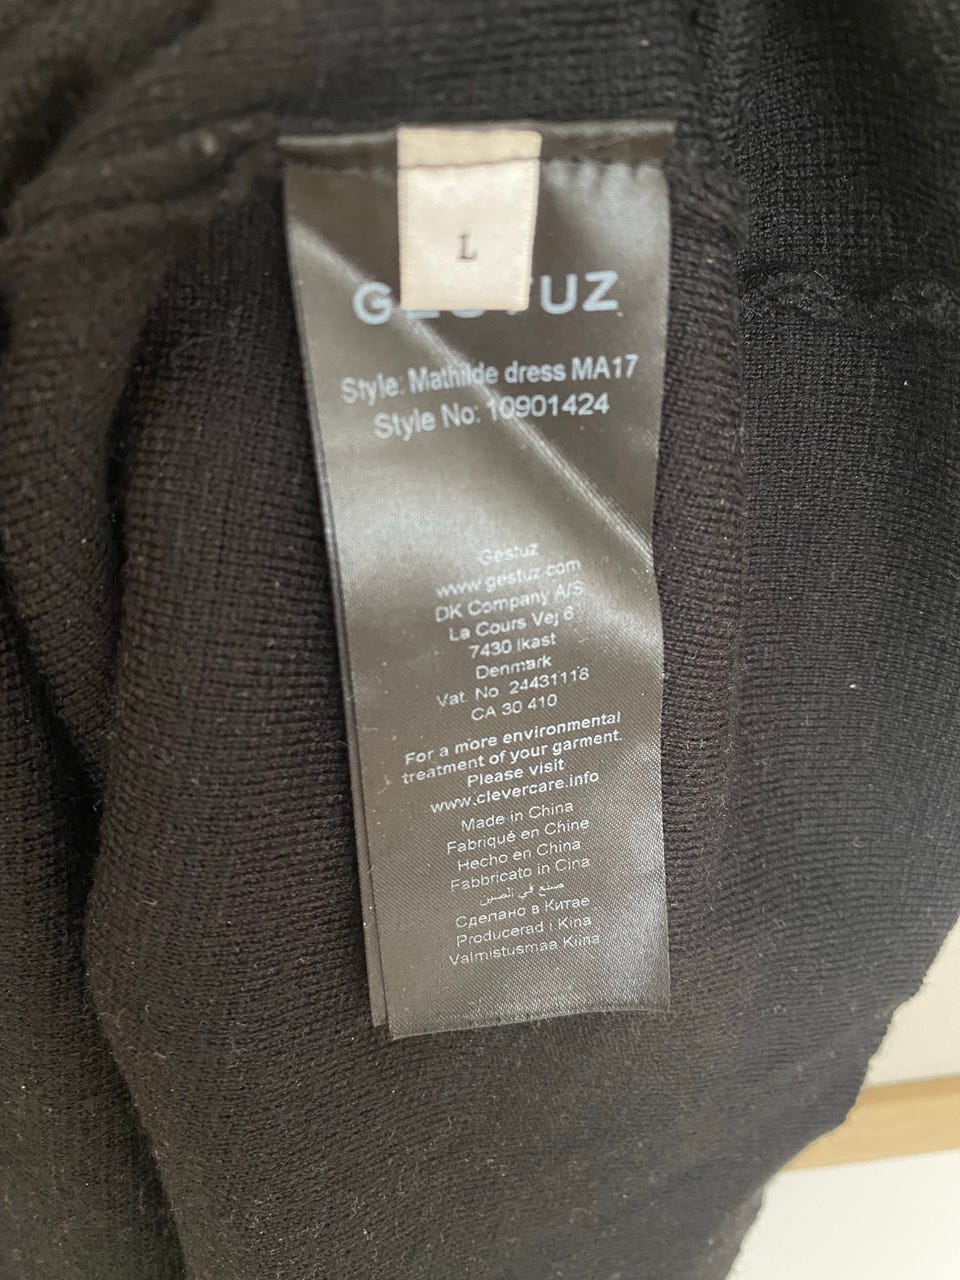 L
GESTUZ
Style: Mathilde dress MA17
Style No: 10901424
Gestuz
www.gestuz.com
DK Company A/S
La Cours Vej 6
7430 Ikast
Denmark
Vat. No. 24431118
CA 30 410
For a more environmental
treatment of your garment.
Please visit
www.clevercare.info
Made in China
Fabriqué en Chine
Hecho en China
Fabbricato in Cina
صنع في الصين
Сделано в Китае
Producerad i Kina
Valmistusmaa Kiina